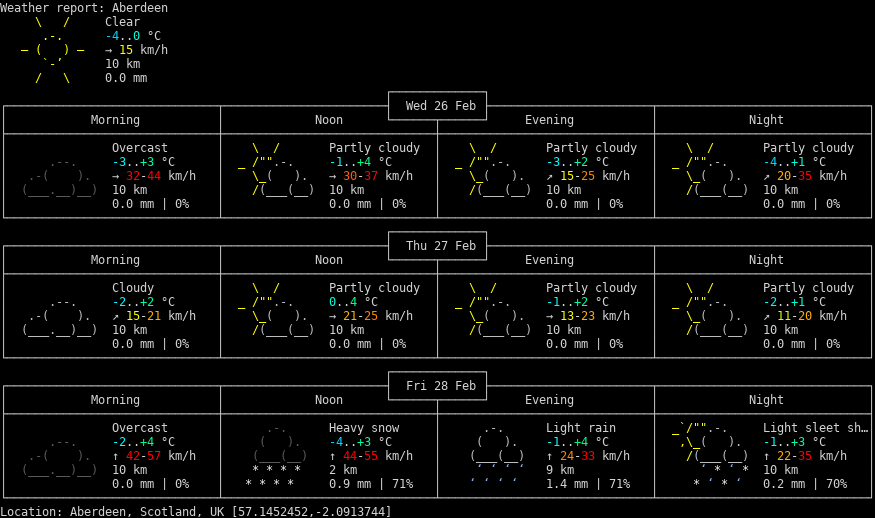 Weather report: Aberdeen
Clear
-4..0 °C
→ 15 km/h
10 km
0.0 mm
Wed 26 Feb
Morning Noon Evening Night
Overcast Partly cloudy Partly cloudy Partly cloudy
-3..+3 °C -1..+4 °C -3..+2 °C -4..+1 °C
→ 32-44 km/h → 30-37 km/h ↗ 15-25 km/h ↗ 20-35 km/h
10 km 10 km 10 km 10 km
0.0 mm | 0% 0.0 mm | 0% 0.0 mm | 0% 0.0 mm | 0%
Thu 27 Feb
Morning Noon Evening Night
Cloudy Partly cloudy Partly cloudy Partly cloudy
-2..+2 °C 0..4 °C -1..+2 °C -2..+1 °C
↗ 15-21 km/h → 21-25 km/h → 13-23 km/h ↗ 11-20 km/h
10 km 10 km 10 km 10 km
0.0 mm | 0% 0.0 mm | 0% 0.0 mm | 0% 0.0 mm | 0%
Fri 28 Feb
Morning Noon Evening Night
Overcast Heavy snow Light rain Light sleet sh…
-2..+4 °C -4..+3 °C -1..+4 °C -1..+3 °C
↑ 42-57 km/h ↑ 44-55 km/h ↑ 24-33 km/h ↑ 22-35 km/h
10 km 2 km 9 km 10 km
0.0 mm | 0% 0.9 mm | 71% 1.4 mm | 71% 0.2 mm | 70%
Location: Aberdeen, Scotland, UK [57.1452452,-2.0913744]